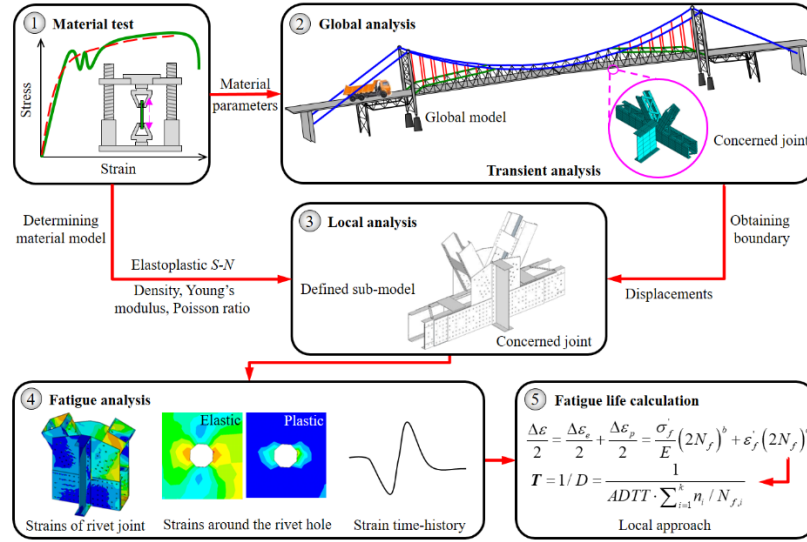 1 Material test
Stress
Strain
Material
parameters
2 Global analysis
Global model
Concerned joint
Transient analysis
Determining
material model
Elastoplastic S-N
Density, Young's
modulus, Poisson ratio
3 Local analysis
Defined sub-model
Concerned joint
Obtaining
boundary
Displacements
4 Fatigue analysis
Elastic
Plastic
Strains of rivet joint
Strains around the rivet hole
Strain time-history
5 Fatigue life calculation
Δε/2 = Δε_e/2 + Δε_p/2 = σ'_f/E (2N_f)^b + ε'_f (2N_f)^c
T = 1/D = 1/(ADTT · ∑_{i=1}^{k} n_i / N_{f,i})
Local approach